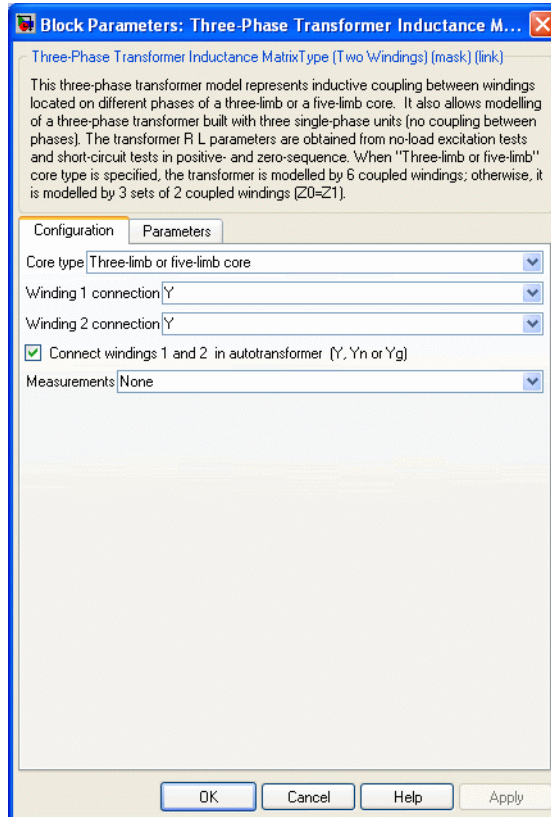 Block Parameters: Three-Phase Transformer Inductance M...
Three-Phase Transformer Inductance MatrixType (Two Windings) (mask) (link)
This three-phase transformer model represents inductive coupling between windings
located on different phases of a three-limb or a five-limb core. It also allows modelling
of a three-phase transformer built with three single-phase units (no coupling between
phases). The transformer R L parameters are obtained from no-load excitation tests
and short-circuit tests in positive- and zero-sequence. When "Three-limb or five-limb"
core type is specified, the transformer is modelled by 6 coupled windings; otherwise, it
is modelled by 3 sets of 2 coupled windings (Z0=Z1).
Configuration Parameters
Core type Three-limb or five-limb core
Winding 1 connection Y
Winding 2 connection Y
Connect windings 1 and 2 in autotransformer (Y, Yn or Yg)
Measurements None
OK Cancel Help Apply